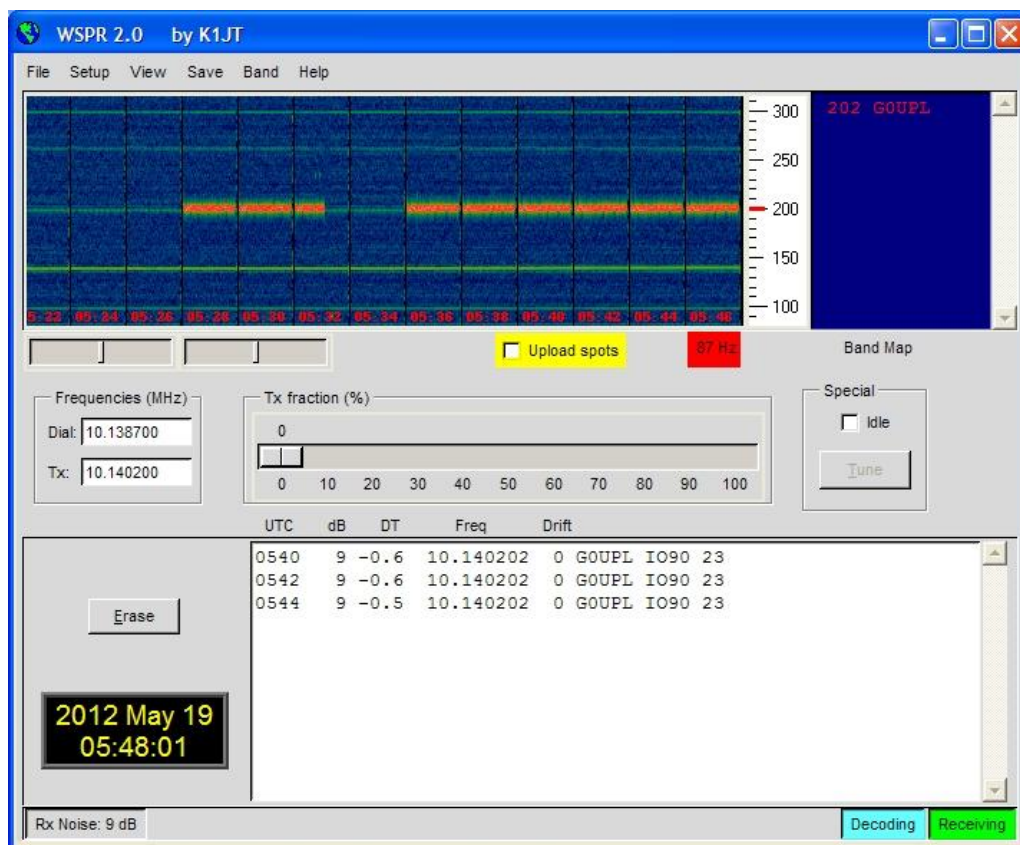 WSPR 2.0 by K1JT
File Setup View Save Band Help
300
250
200
150
100
202 G0UPL
5:22 05:24 05:26 05:28 05:30 05:32 05:34 05:36 05:38 05:40 05:42 05:44 05:46
Upload spots
87 Hz
Band Map
Frequencies (MHz)
Dial: 10.138700
Tx: 10.140200
Tx fraction (%)
0
0 10 20 30 40 50 60 70 80 90 100
Special
Idle
Tune
UTC dB DT Freq Drift
0540 9 -0.6 10.140202 0 G0UPL IO90 23
0542 9 -0.6 10.140202 0 G0UPL IO90 23
0544 9 -0.5 10.140202 0 G0UPL IO90 23
Erase
2012 May 19
05:48:01
Rx Noise: 9 dB
Decoding Receiving